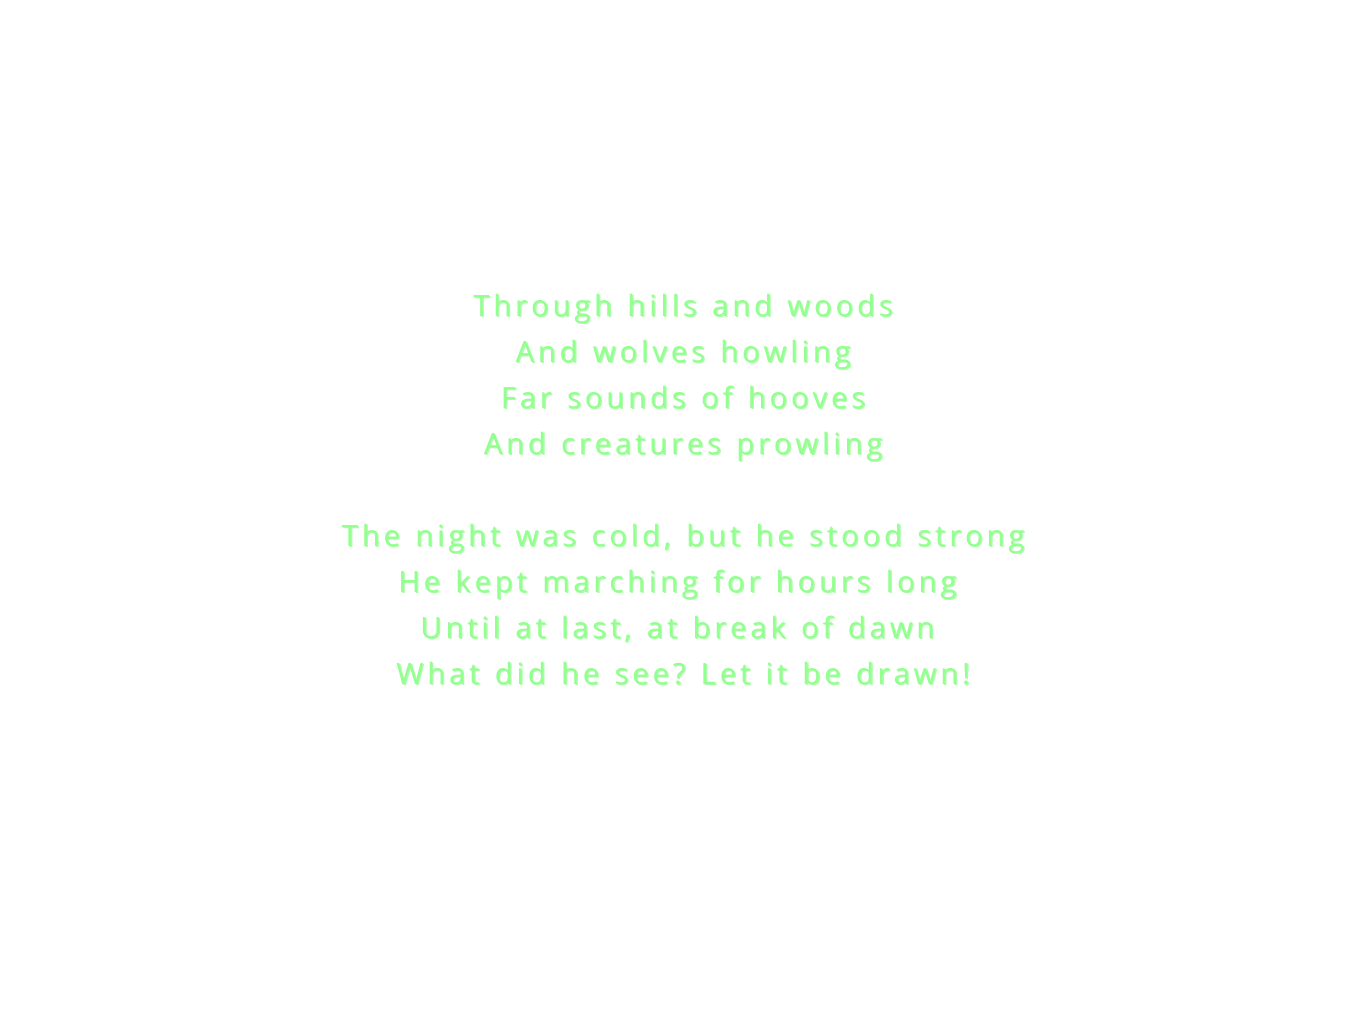 Through hills and woods
And wolves howling
Far sounds of hooves
And creatures prowling
The night was cold, but he stood strong
He kept marching for hours long
Until at last, at break of dawn
What did he see? Let it be drawn!